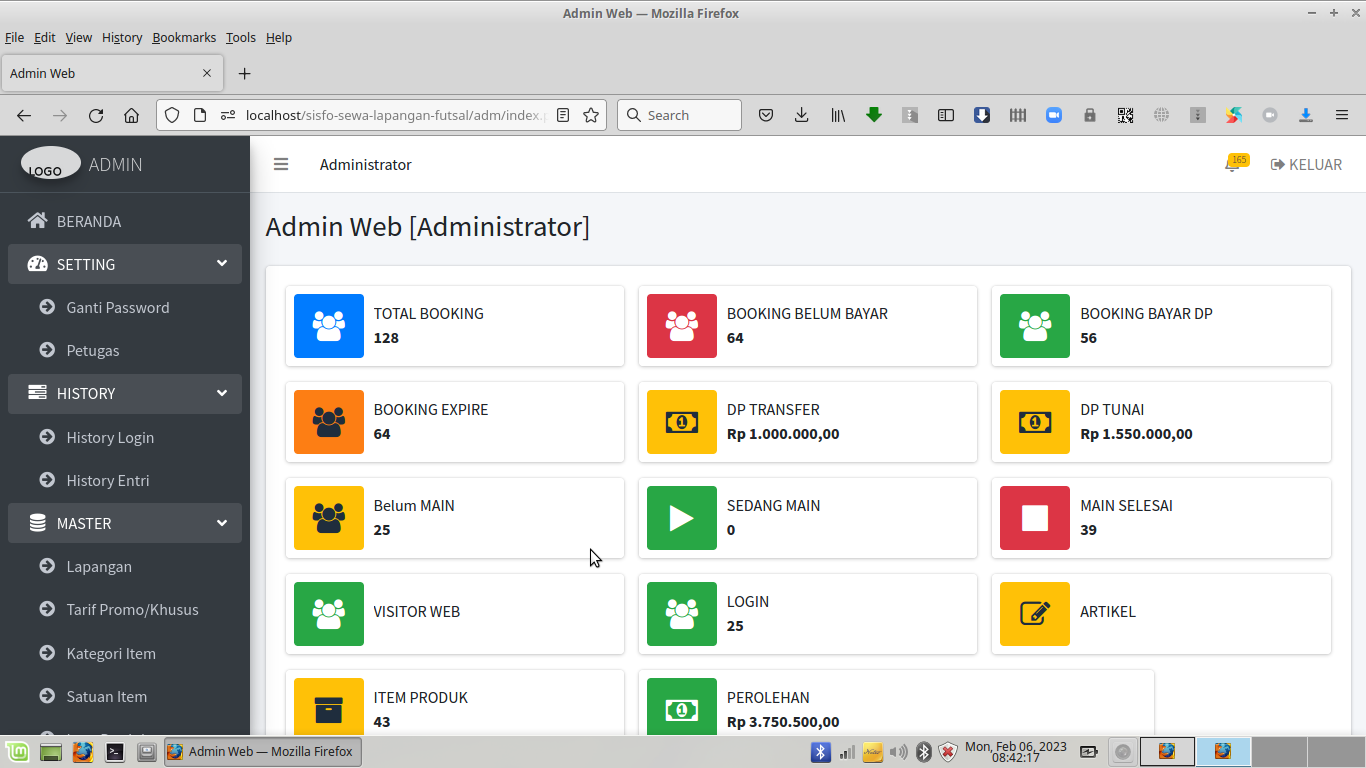 Admin Web — Mozilla Firefox
File Edit View History Bookmarks Tools Help
Admin Web
localhost/sisfo-sewa-lapangan-futsal/adm/index.p
Search
LOGO ADMIN
Administrator
165
KELUAR
BERANDA
SETTING
Ganti Password
Petugas
HISTORY
History Login
History Entri
MASTER
Lapangan
Tarif Promo/Khusus
Kategori Item
Satuan Item
Admin Web [Administrator]
TOTAL BOOKING
128
BOOKING BELUM BAYAR
64
BOOKING BAYAR DP
56
BOOKING EXPIRE
64
DP TRANSFER
Rp 1.000.000,00
DP TUNAI
Rp 1.550.000,00
Belum MAIN
25
SEDANG MAIN
0
MAIN SELESAI
39
VISITOR WEB
LOGIN
25
ARTIKEL
ITEM PRODUK
43
PEROLEHAN
Rp 3.750.500,00
Admin Web — Mozilla Firefox
Mon, Feb 06, 2023
08:42:17